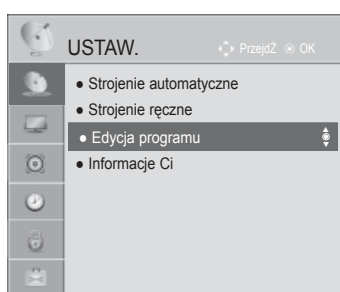 USTAW. PrzejdŹ OK
● Strojenie automatyczne
● Strojenie ręczne
● Edycja programu
● Informacje Ci